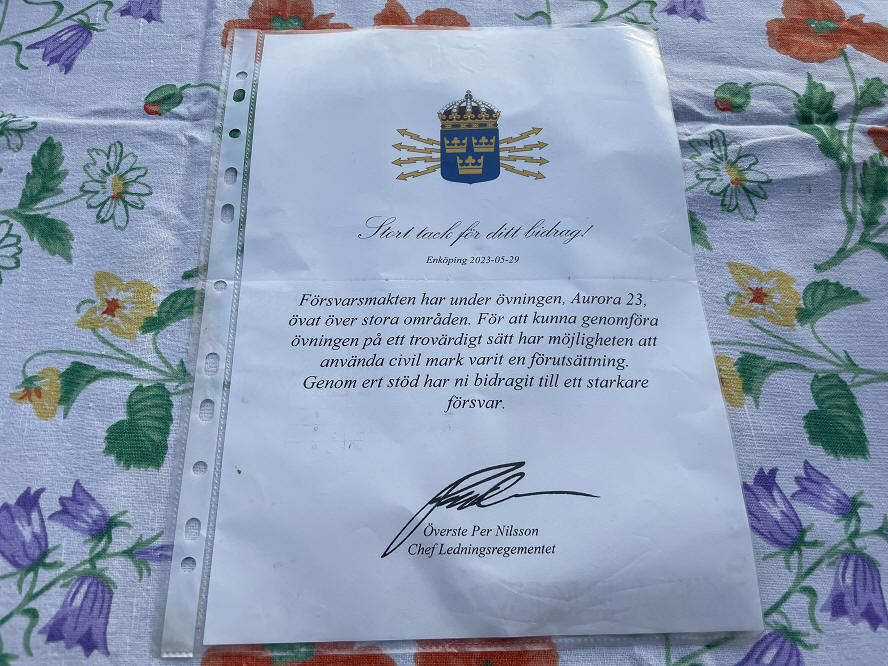 Stort tack för ditt bidrag!
Enköping 2023-05-29
Försvarsmakten har under övningen, Aurora 23,
övat över stora områden. För att kunna genomföra
övningen på ett trovärdigt sätt har möjligheten att
använda civil mark varit en förutsättning.
Genom ert stöd har ni bidragit till ett starkare
försvar.
Överste Per Nilsson
Chef Ledningsregementet